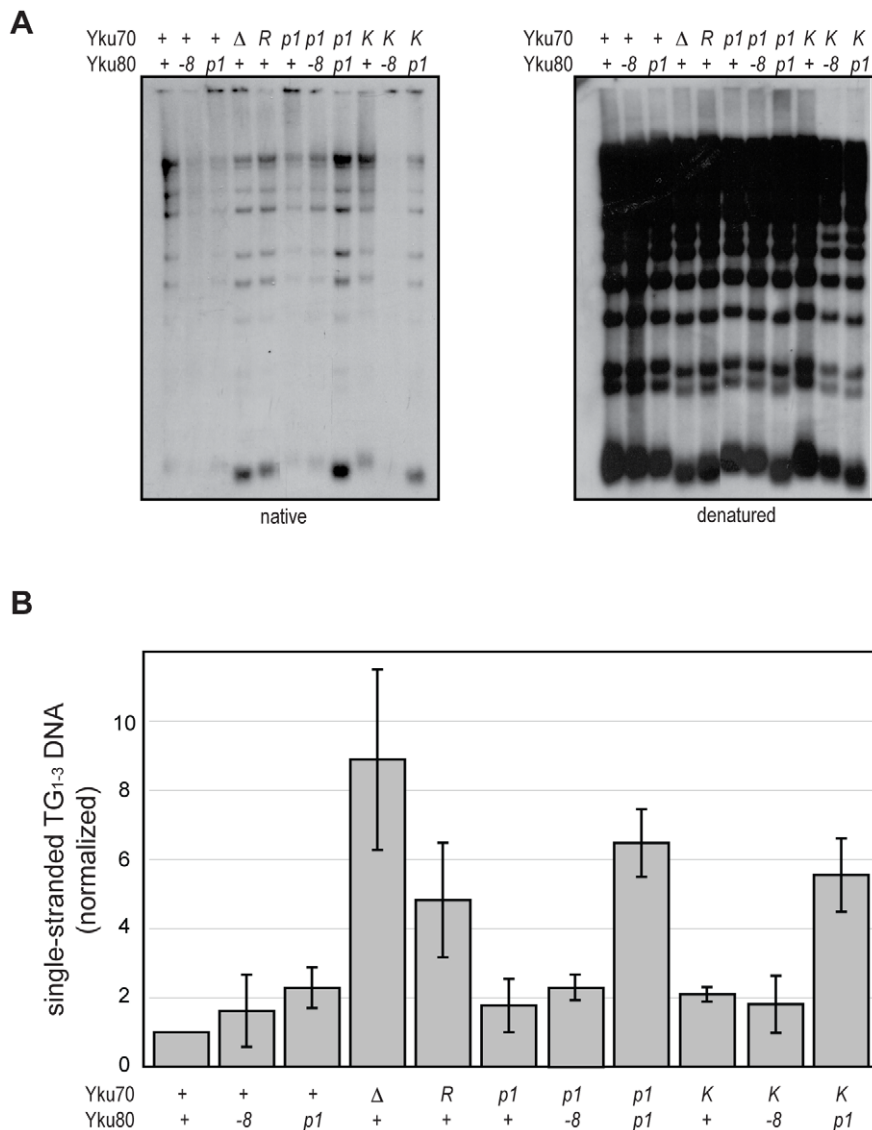 A
Yku70 + + + Δ R p1 p1 p1 K K K
Yku80 + -8 p1 + + + -8 p1 + -8 p1
native
Yku70 + + + Δ R p1 p1 p1 K K K
Yku80 + -8 p1 + + + -8 p1 + -8 p1
denatured
B
single-stranded TG1-3 DNA
(normalized)
10
8
6
4
2
0
Yku70 + + + Δ R p1 p1 p1 K K K
Yku80 + -8 p1 + + + -8 p1 + -8 p1